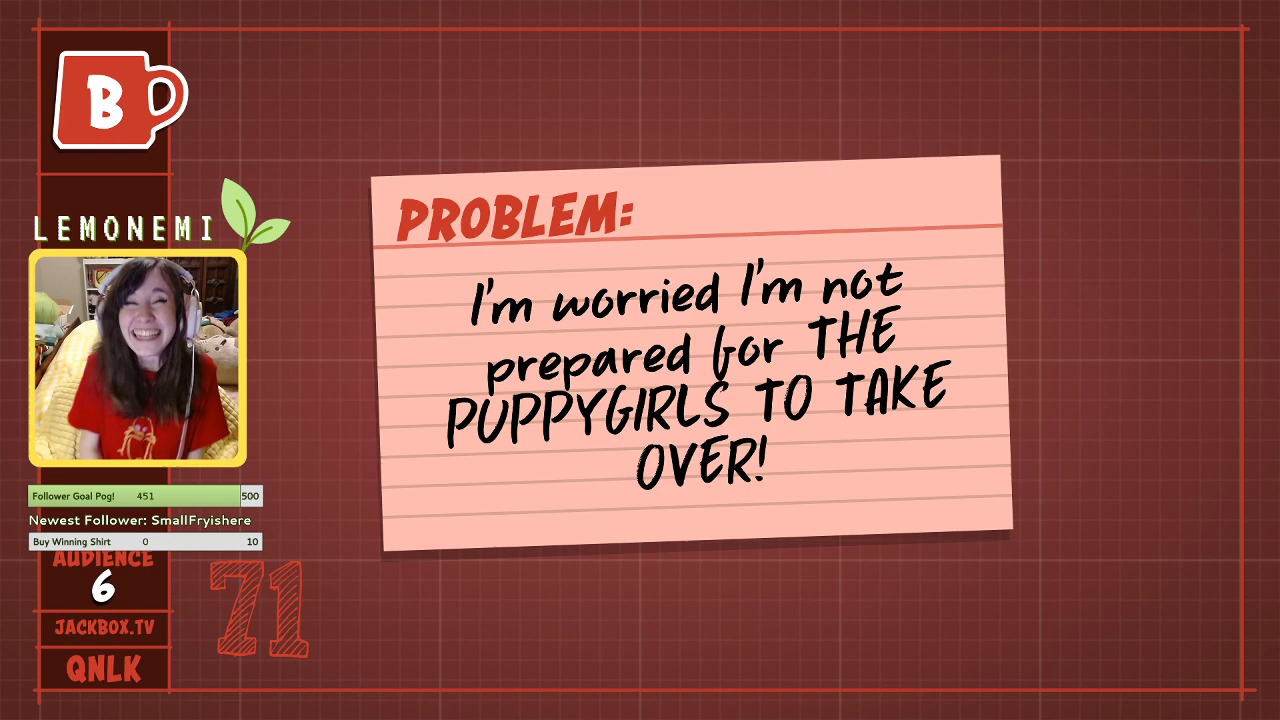 B
LEMONEMI
PROBLEM:
I'm worried I'm not
prepared for THE
PUPPYGIRLS TO TAKE
OVER!
Follower Goal Pog! 451 500
Newest Follower: SmallFryishere
Buy Winning Shirt 0 10
AUDIENCE
6
71
JACKBOX.TV
QNLK